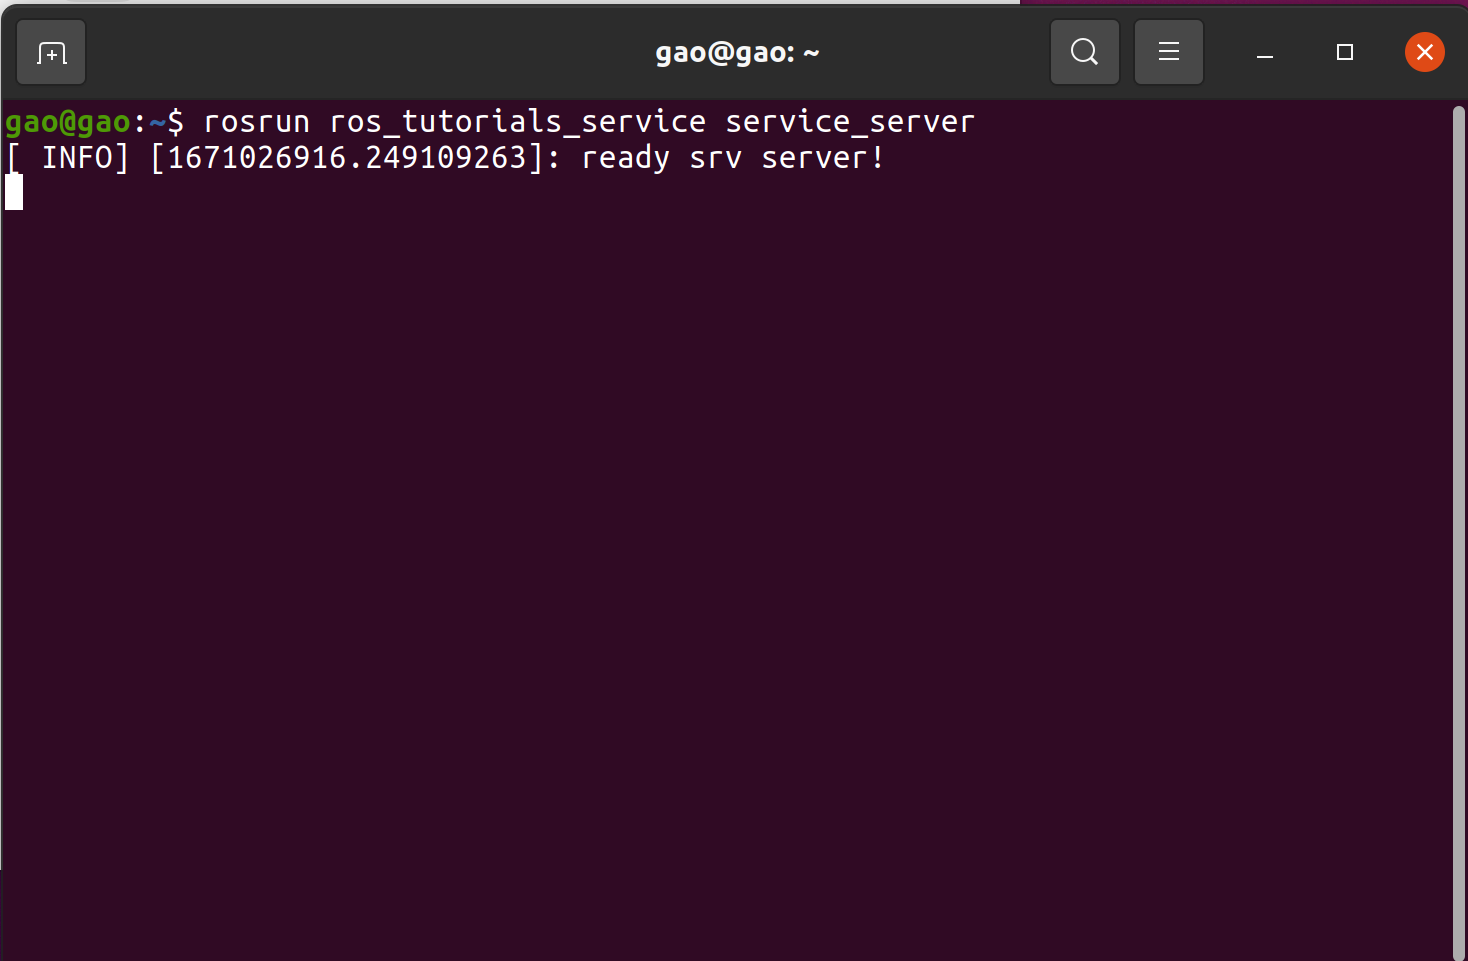 gao@gao: ~
gao@gao:~$ rosrun ros_tutorials_service service_server
[ INFO] [1671026916.249109263]: ready srv server!